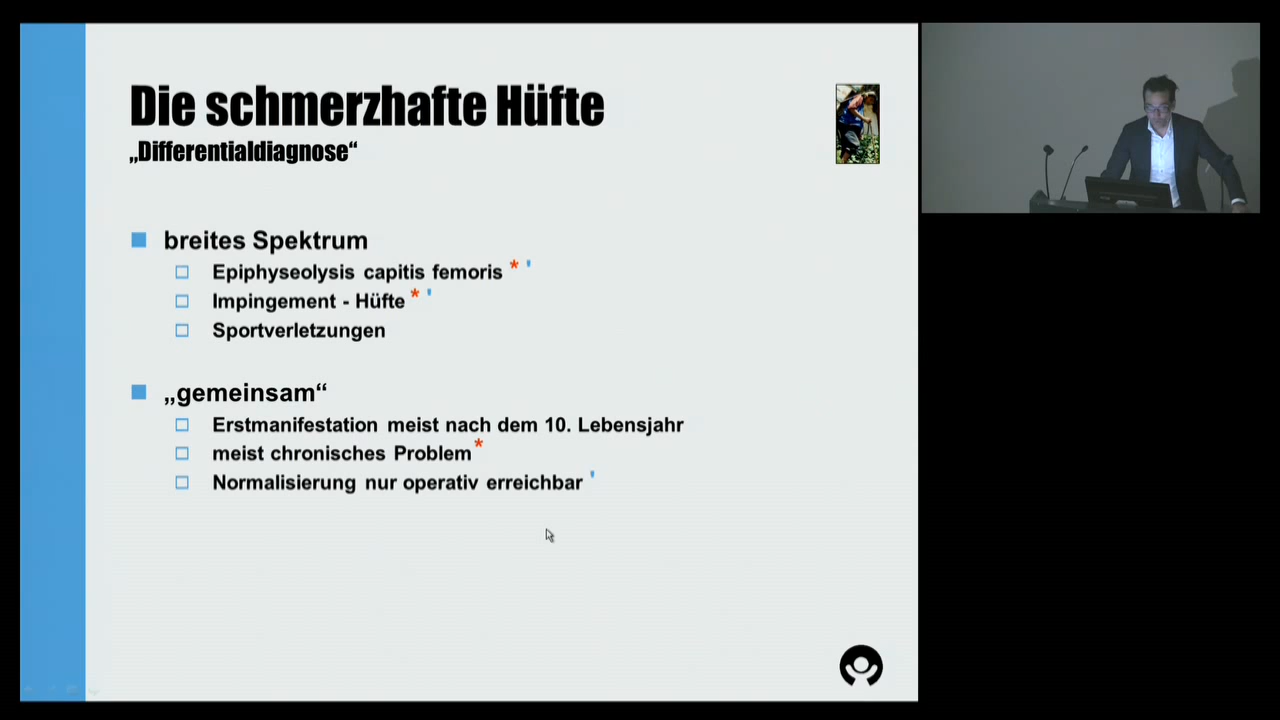 Die schmerzhafte Hüfte
„Differentialdiagnose“
breites Spektrum
Epiphyseolysis capitis femoris * '
Impingement - Hüfte * '
Sportverletzungen
„gemeinsam“
Erstmanifestation meist nach dem 10. Lebensjahr
meist chronisches Problem *
Normalisierung nur operativ erreichbar '